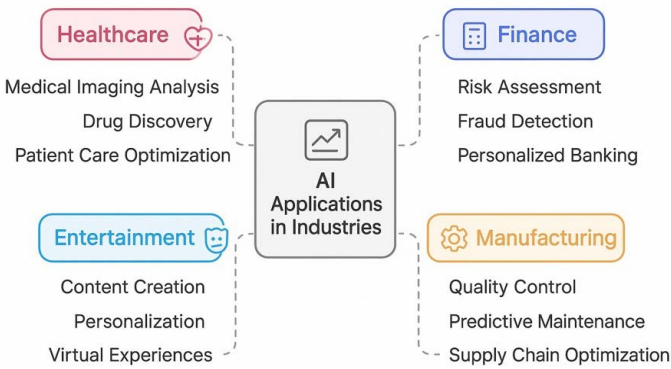 Healthcare
Medical Imaging Analysis
Drug Discovery
Patient Care Optimization
Finance
Risk Assessment
Fraud Detection
Personalized Banking
AI
Applications
in Industries
Entertainment
Content Creation
Personalization
Virtual Experiences
Manufacturing
Quality Control
Predictive Maintenance
Supply Chain Optimization